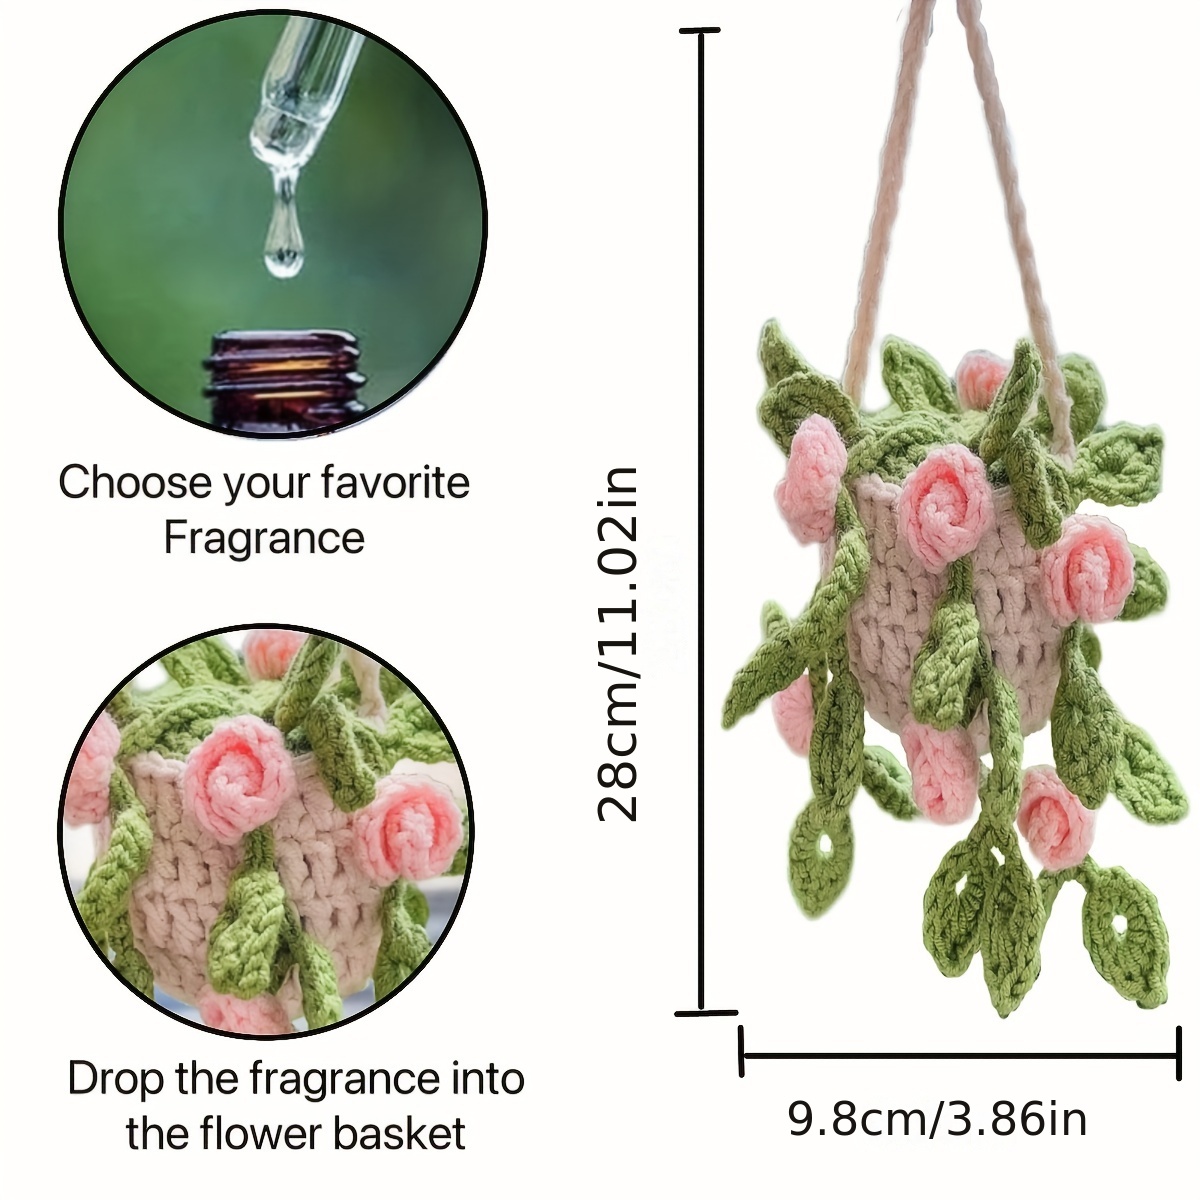 Choose your favorite
Fragrance
Drop the fragrance into
the flower basket
28cm/11.02in
9.8cm/3.86in